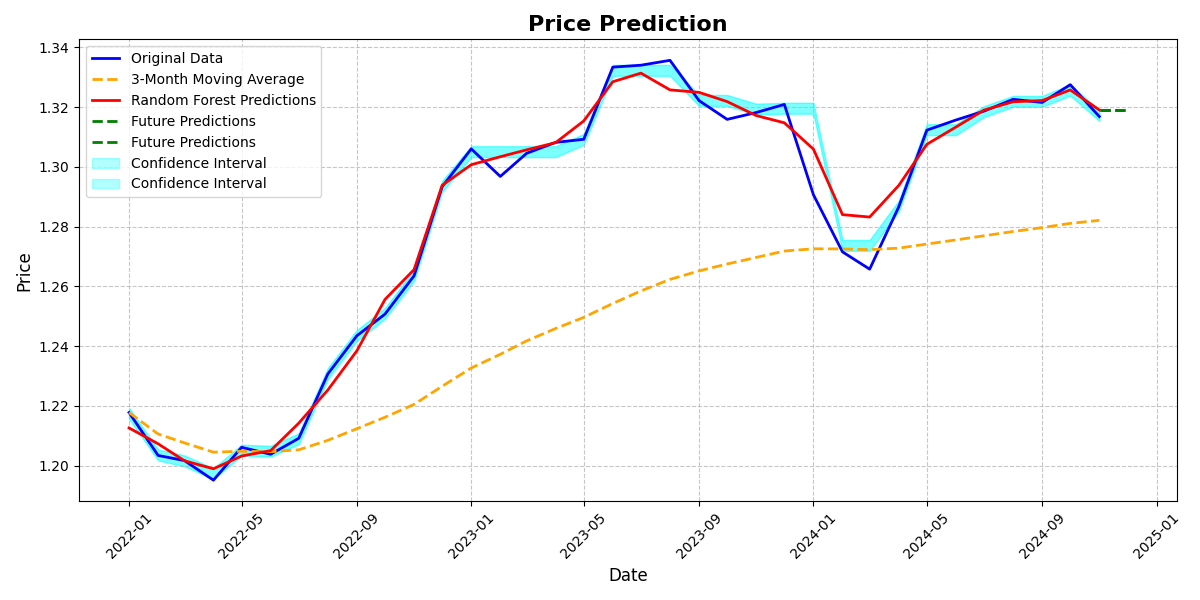 Price Prediction
1.34
1.32
1.30
1.28
1.26
1.24
1.22
1.20
Price
Original Data
3-Month Moving Average
Random Forest Predictions
Future Predictions
Future Predictions
Confidence Interval
Confidence Interval
2022-01
2022-05
2022-09
2023-01
2023-05
2023-09
2024-01
2024-05
2024-09
2025-01
Date